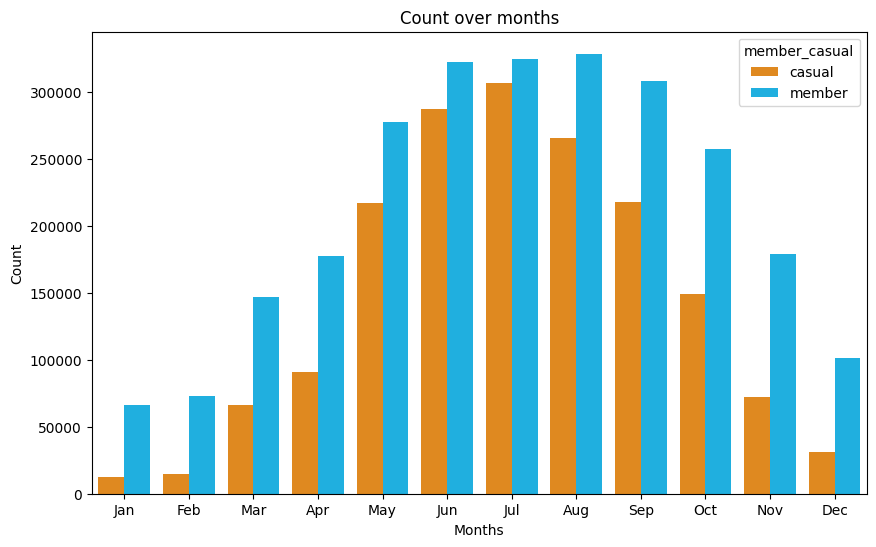 Count over months
member_casual
casual
member
Count
300000
250000
200000
150000
100000
50000
0
Jan Feb Mar Apr May Jun Jul Aug Sep Oct Nov Dec
Months